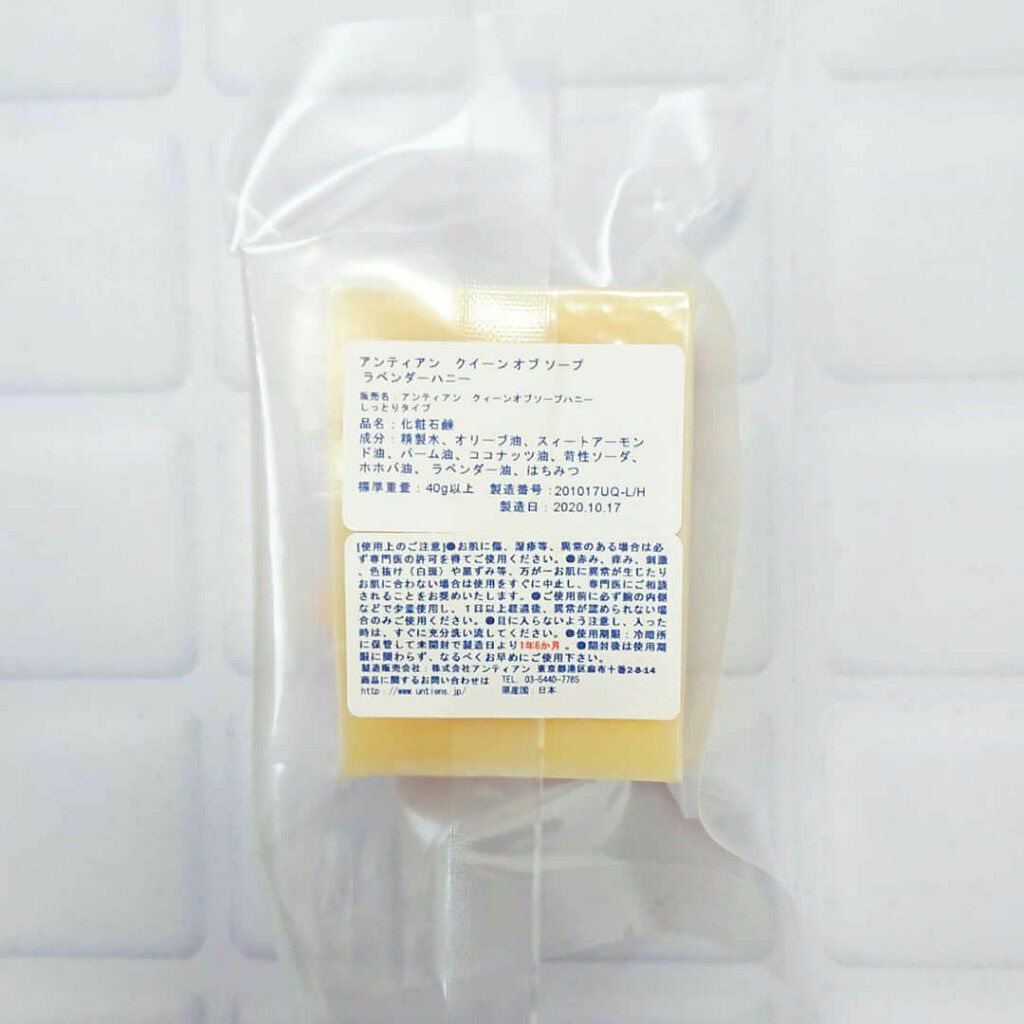 アンティアン　クイーンオブ ソープ
ラベンダーハニー
販売名：アンティアン　クィーンオブソープハニー
しっとりタイプ
品名：化粧石鹸
成分：精製水、オリーブ油、スィートアーモン
ド油、パーム油、ココナッツ油、苛性ソーダ、
ホホバ油、ラベンダー油、はちみつ
標準重量：40g以上　製造番号：201017UQ-L/H
製造日：2020.10.17
[使用上のご注意]●お肌に傷、湿疹等、異常のある場合は必
ず専門医の許可を得てご使用ください。●赤み、痒み、刺激
、色抜け（白斑）や黒ずみ等、万が一お肌に異常が生じたり
お肌に合わない場合は使用をすぐに中止し、専門医にご相談
されることをお奨めいたします。●ご使用前に必ず腕の内側
などで少量使用し、1日以上経過後、異常が認められない場
合のみご使用ください。●目に入らないよう注意し、入った
時は、すぐに充分洗い流してください。●使用期限：冷暗所
に保管して未開封で製造日より1年6か月 。●開封後は使用期
限に関わらず、なるべくお早めにご使用下さい。
製造販売会社：株式会社アンティアン 東京都港区麻布十番2-8-14
商品に関するお問い合わせは　TEL. 03-5440-7785
http://www.untiens.jp/　原産国：日本